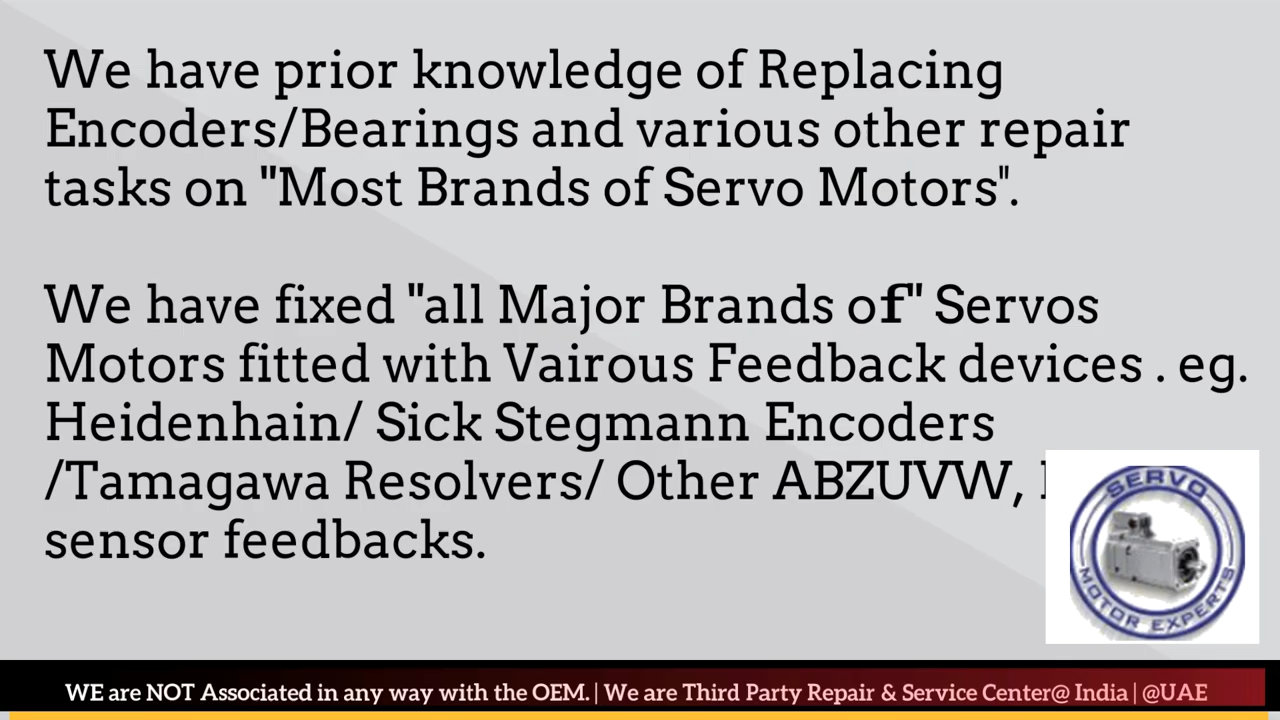 We have prior knowledge of Replacing
Encoders/Bearings and various other repair
tasks on "Most Brands of Servo Motors".
We have fixed "all Major Brands of" Servos
Motors fitted with Vairous Feedback devices . eg.
Heidenhain/ Sick Stegmann Encoders
/Tamagawa Resolvers/ Other ABZUVW,
sensor feedbacks.
SERVO
MOTOR EXPERTS
WE are NOT Associated in any way with the OEM. | We are Third Party Repair & Service Center@ India | @UAE